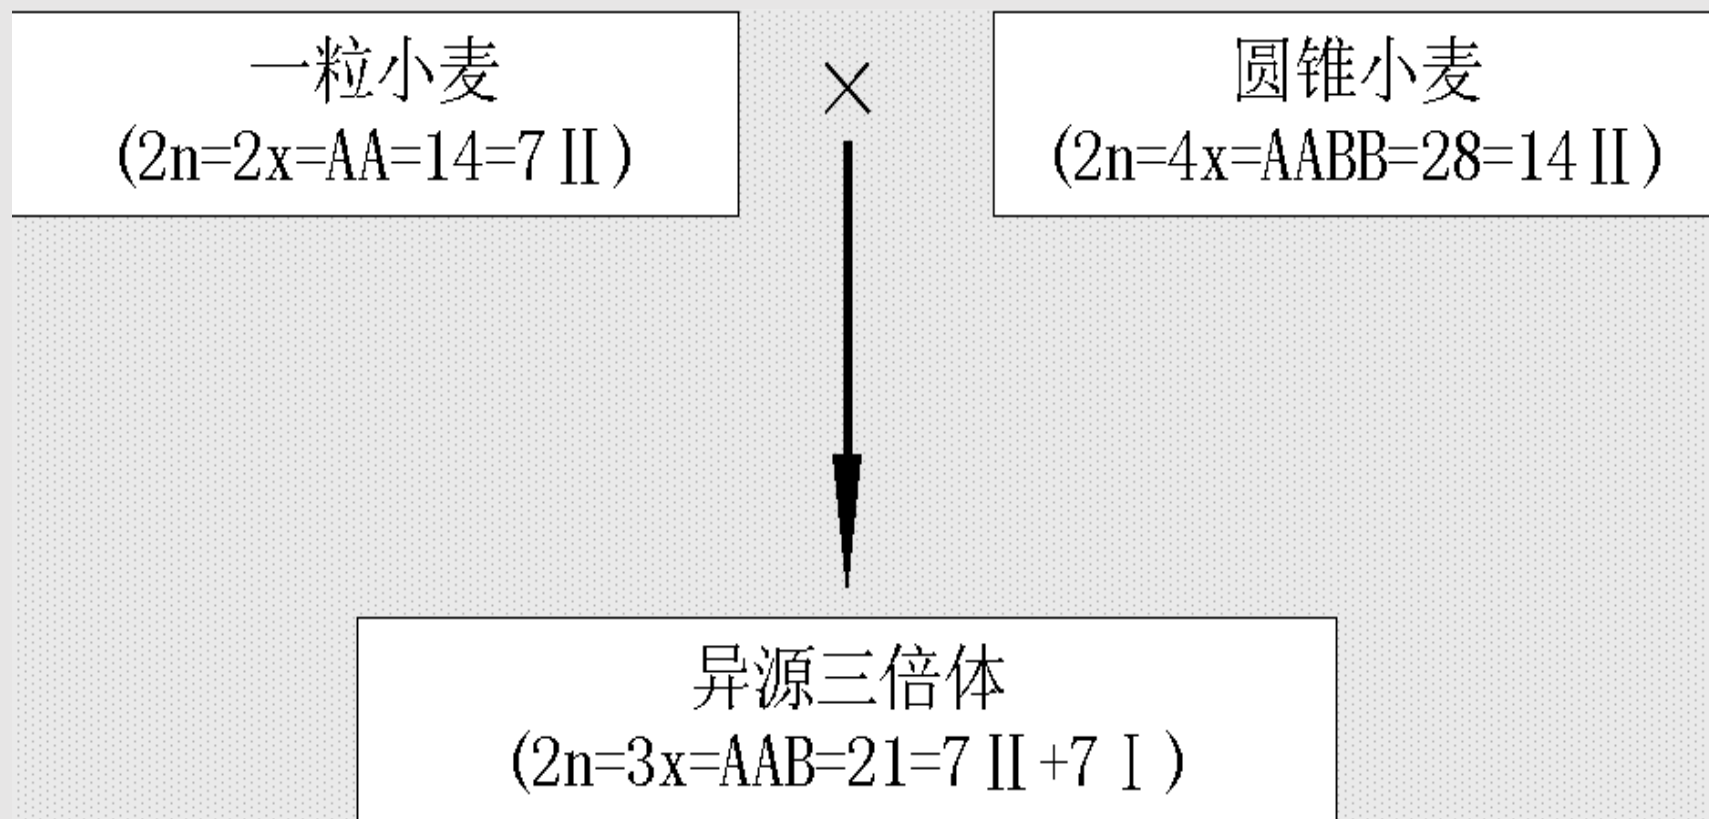 一粒小麦
(2n=2x=AA=14=7Ⅱ)
×
圆锥小麦
(2n=4x=AABB=28=14Ⅱ)
异源三倍体
(2n=3x=AAB=21=7Ⅱ+7Ⅰ)